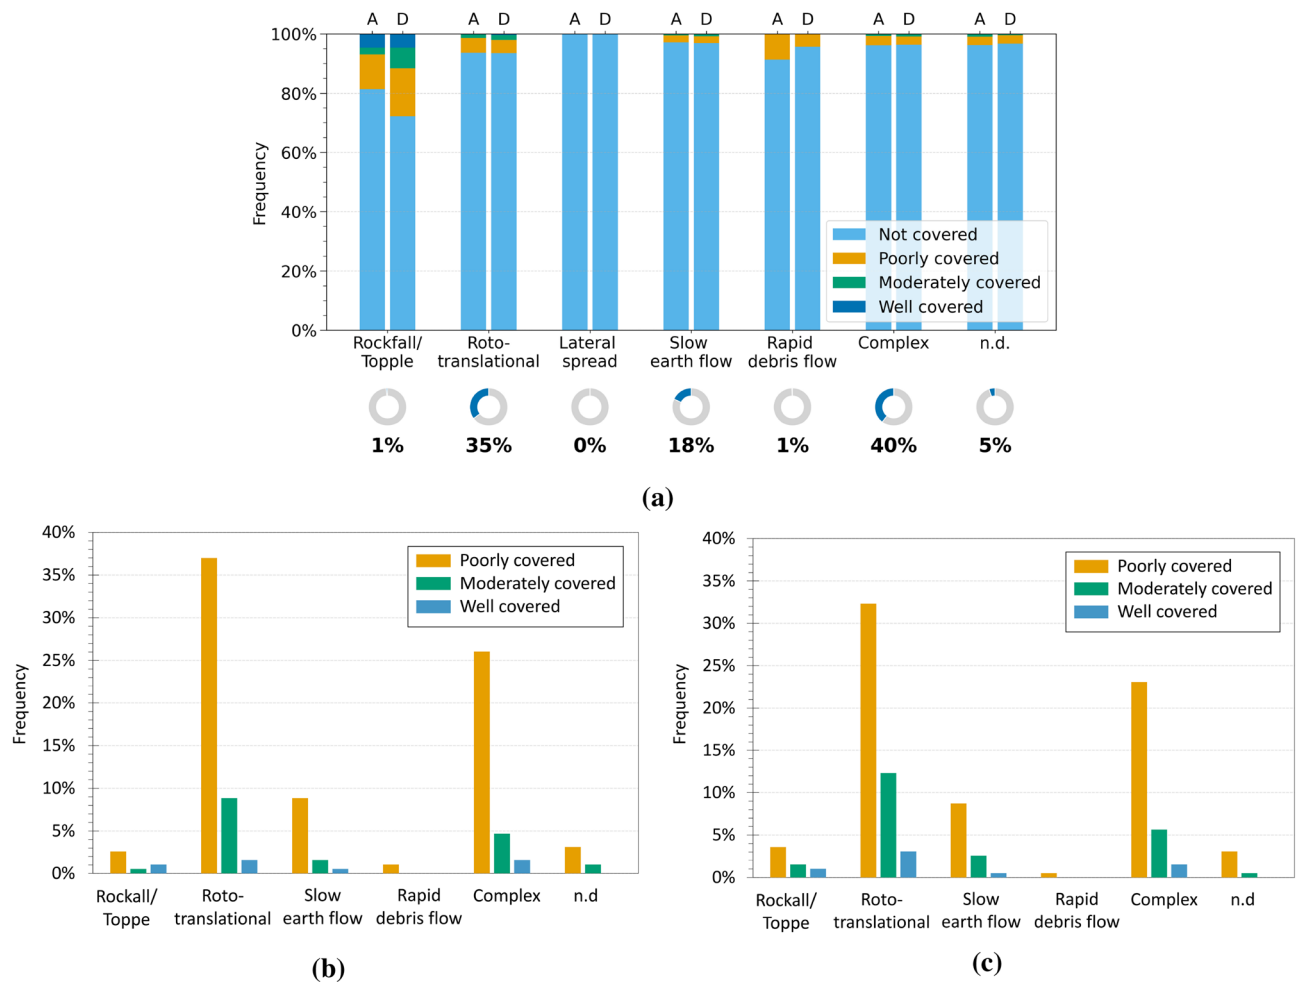 A D A D A D A D A D A D A D
100%
80%
60%
40%
20%
0%
Frequency
Not covered
Poorly covered
Moderately covered
Well covered
Rockfall/ Roto- Lateral Slow Rapid Complex n.d.
Topple translational spread earth flow debris flow
1% 35% 0% 18% 1% 40% 5%
(a)
40%
35%
30%
25%
20%
15%
10%
5%
0%
Frequency
Poorly covered
Moderately covered
Well covered
Rockall/ Roto- Slow Rapid Complex n.d
Toppe translational earth flow debris flow
(b)
40%
35%
30%
25%
20%
15%
10%
5%
0%
Frequency
Poorly covered
Moderately covered
Well covered
Rockall/ Roto- Slow Rapid Complex n.d
Toppe translational earth flow debris flow
(c)